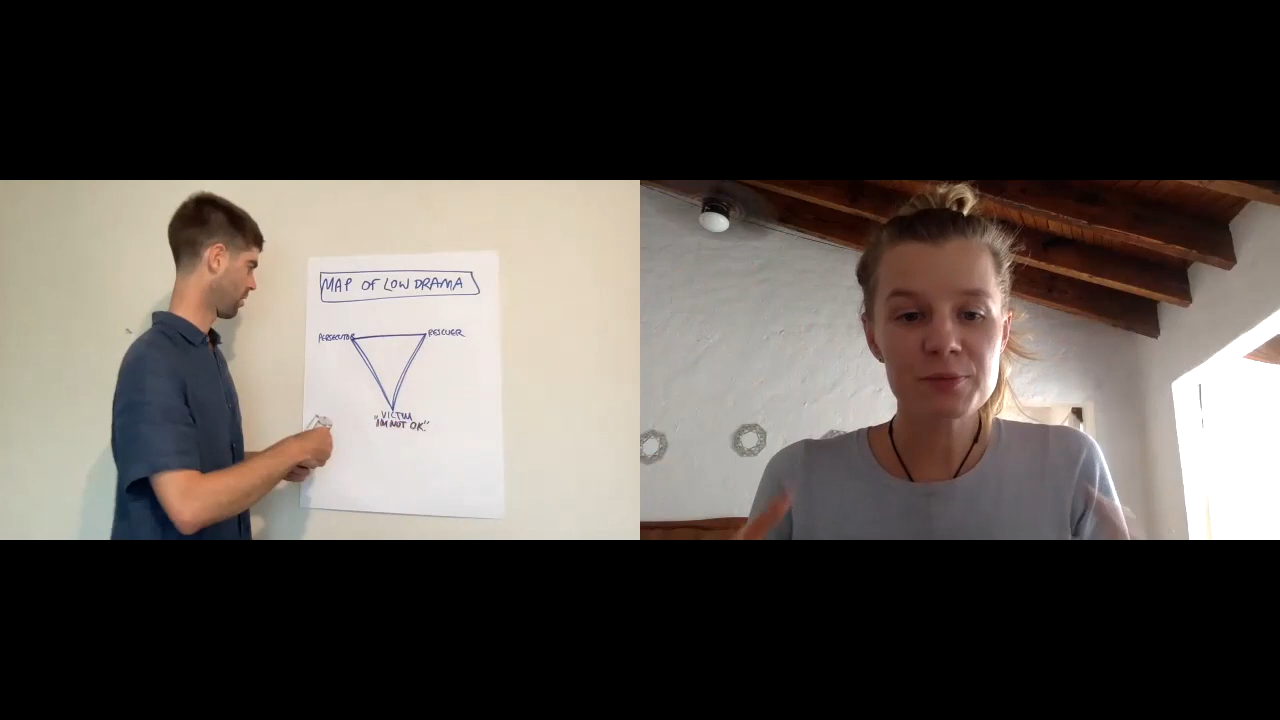 MAP OF LOW DRAMA
PERSECUTOR RESCUER
VICTIM
"I'M NOT OK"